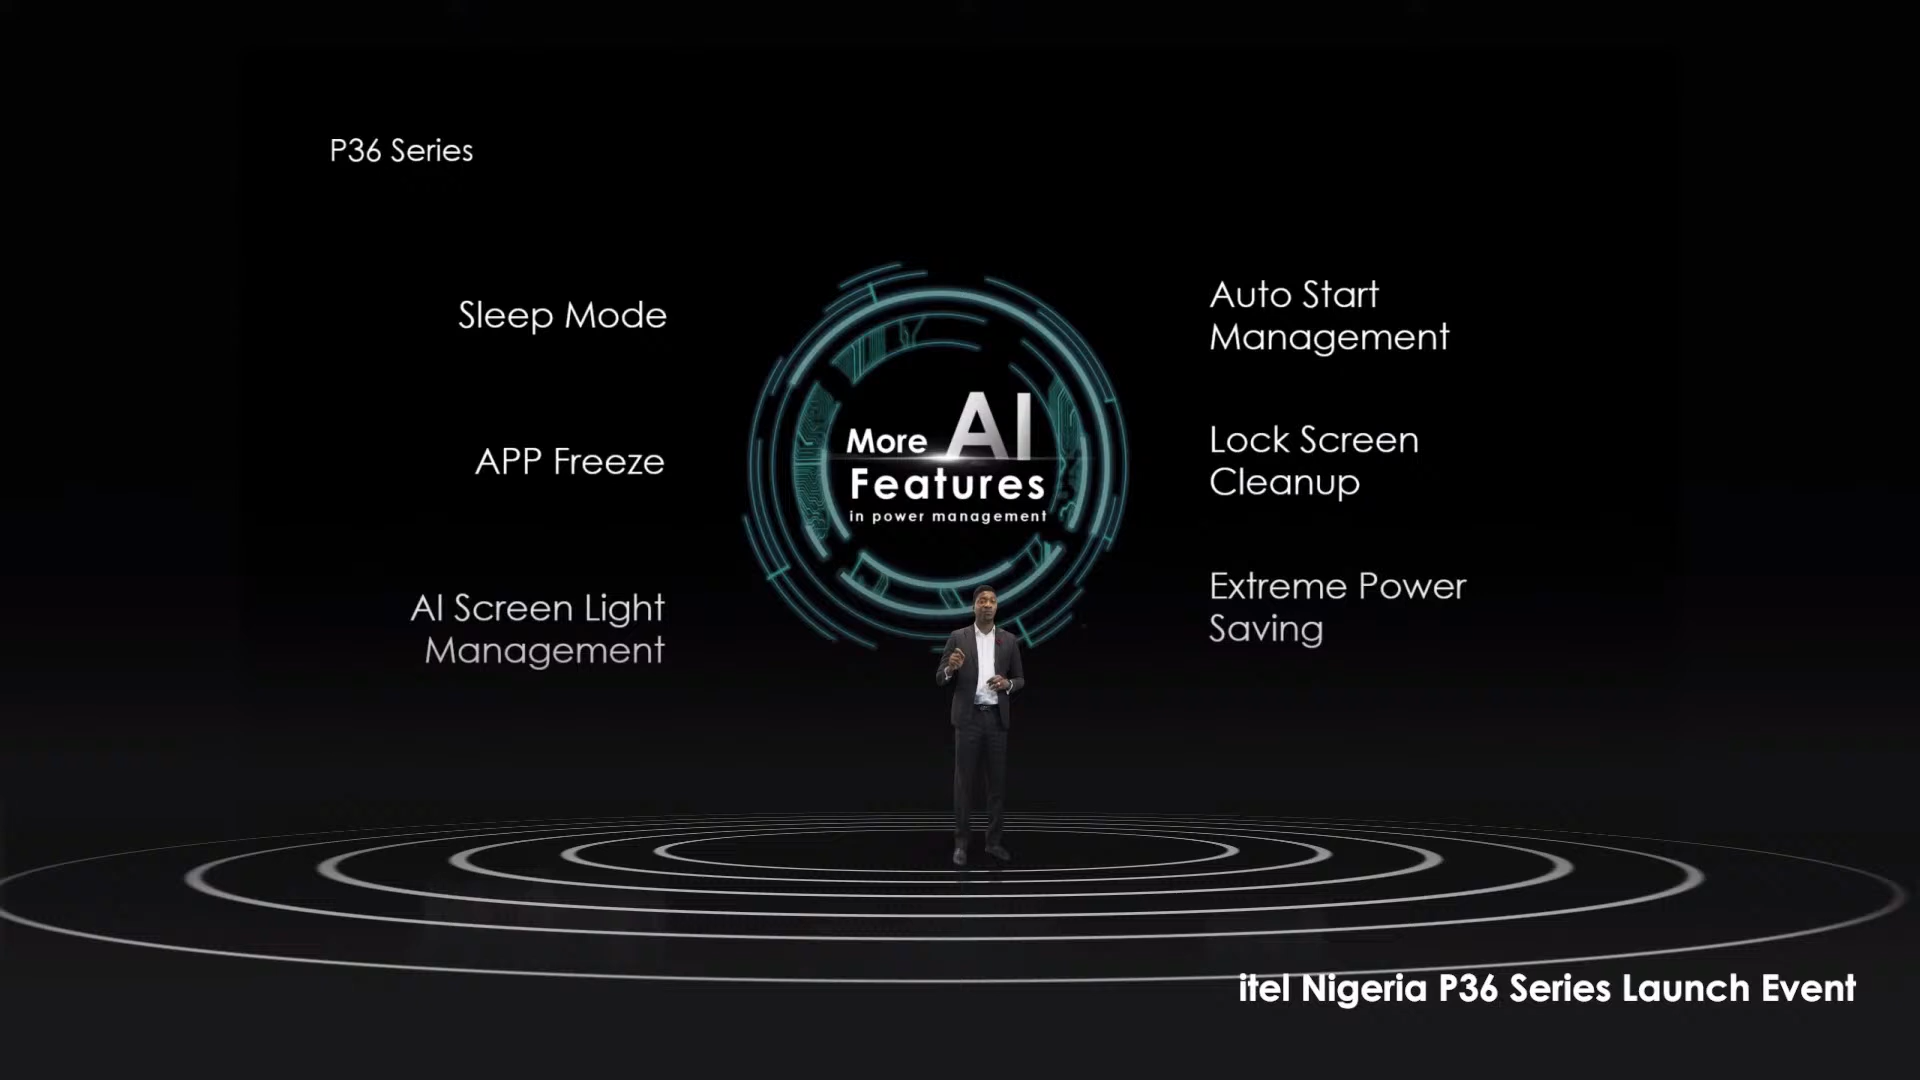 P36 Series
Sleep Mode
APP Freeze
AI Screen Light
Management
More AI
Features
in power management
Auto Start
Management
Lock Screen
Cleanup
Extreme Power
Saving
itel Nigeria P36 Series Launch Event